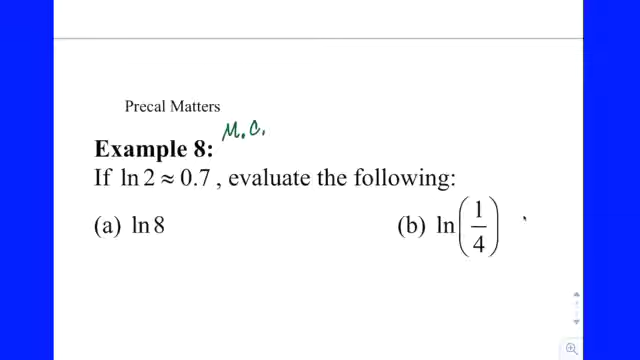 Precal Matters
M.C.
Example 8:
If ln 2 ≈ 0.7, evaluate the following:
(a) ln 8 (b) ln(1/4)